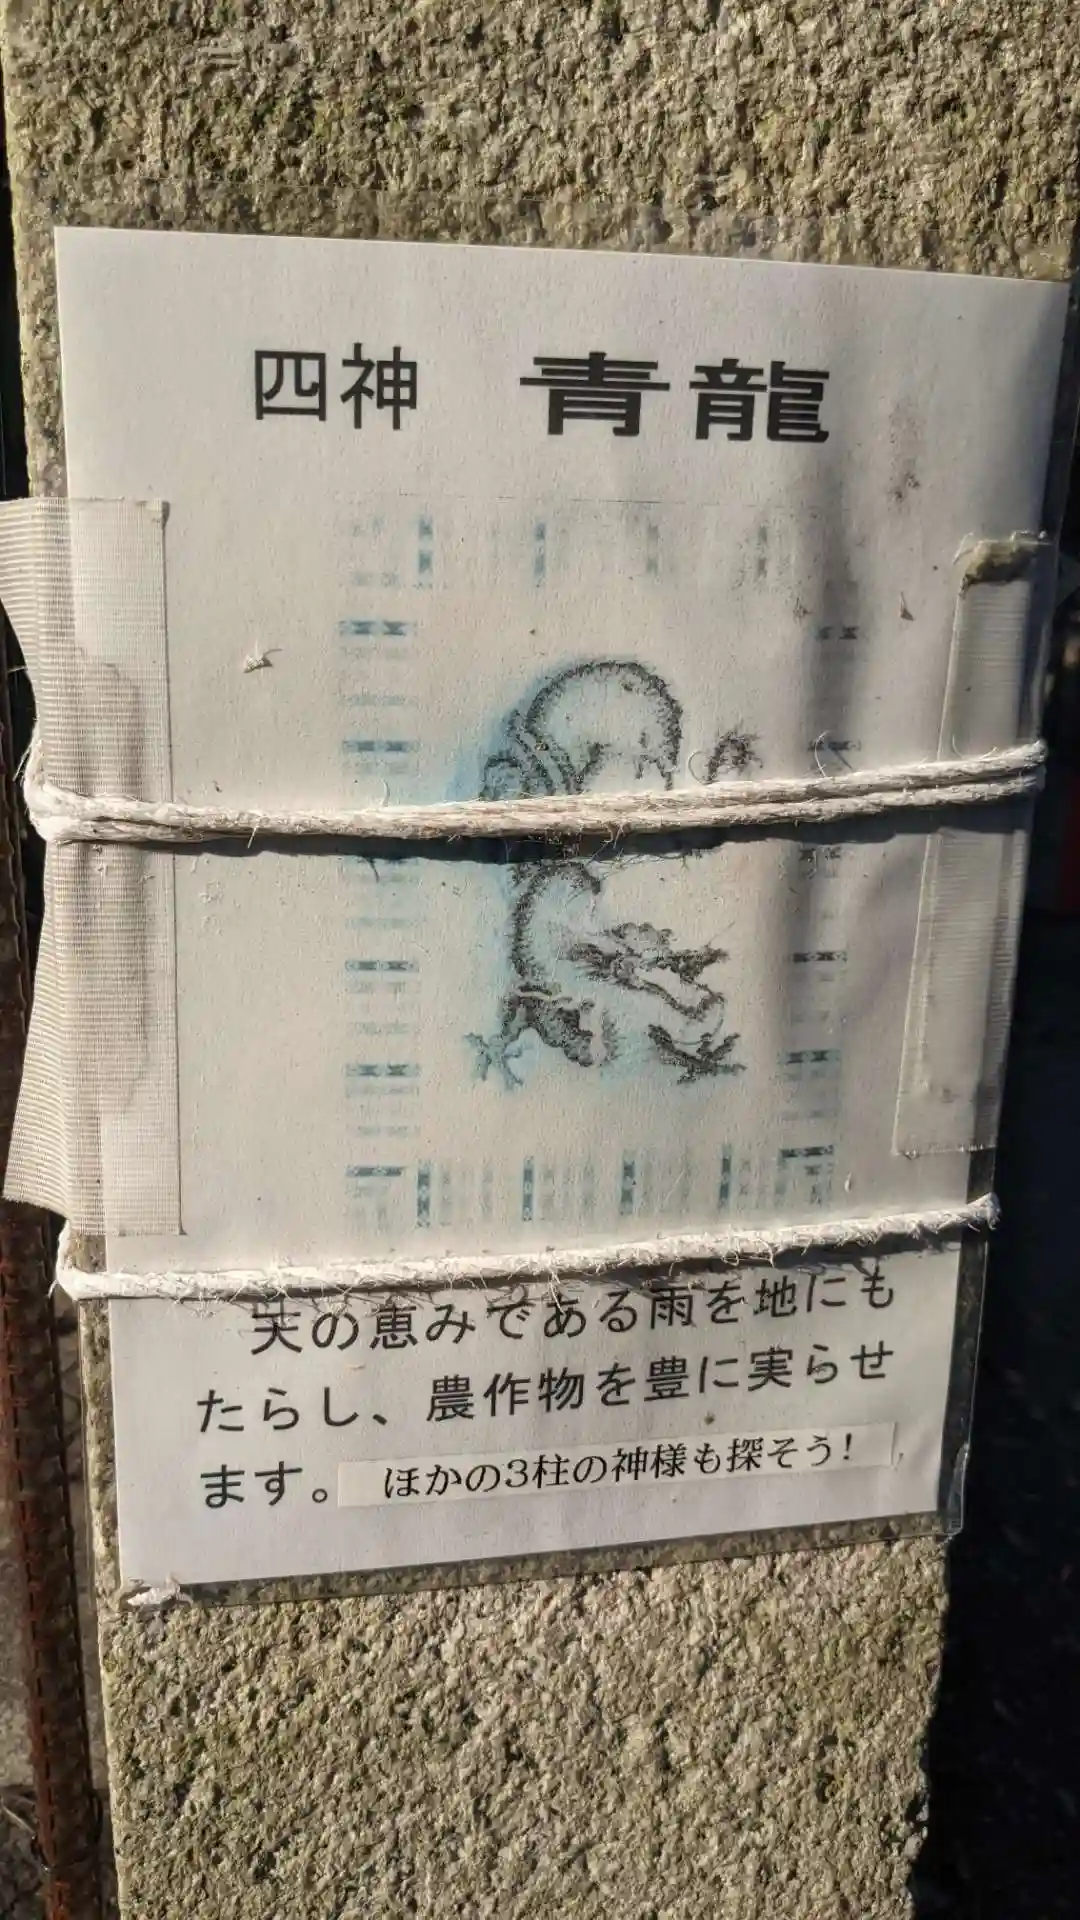 四神 青龍
天の恵みである雨を地にも
たらし、農作物を豊に実らせ
ます。 ほかの3柱の神様も探そう!